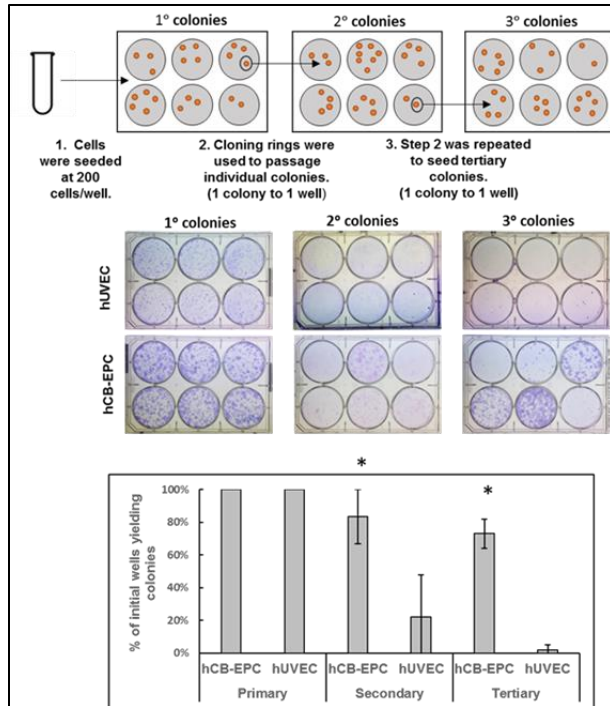 1° colonies
2° colonies
3° colonies
1. Cells
were seeded
at 200
cells/well.
2. Cloning rings were
used to passage
individual colonies.
(1 colony to 1 well)
3. Step 2 was repeated
to seed tertiary
colonies.
(1 colony to 1 well)
1° colonies
2° colonies
3° colonies
hUVEC
hCB-EPC
% of initial wells yielding
colonies
100%
80%
60%
40%
20%
0%
*
*
hCB-EPC hUVEC hCB-EPC hUVEC hCB-EPC hUVEC
Primary Secondary Tertiary